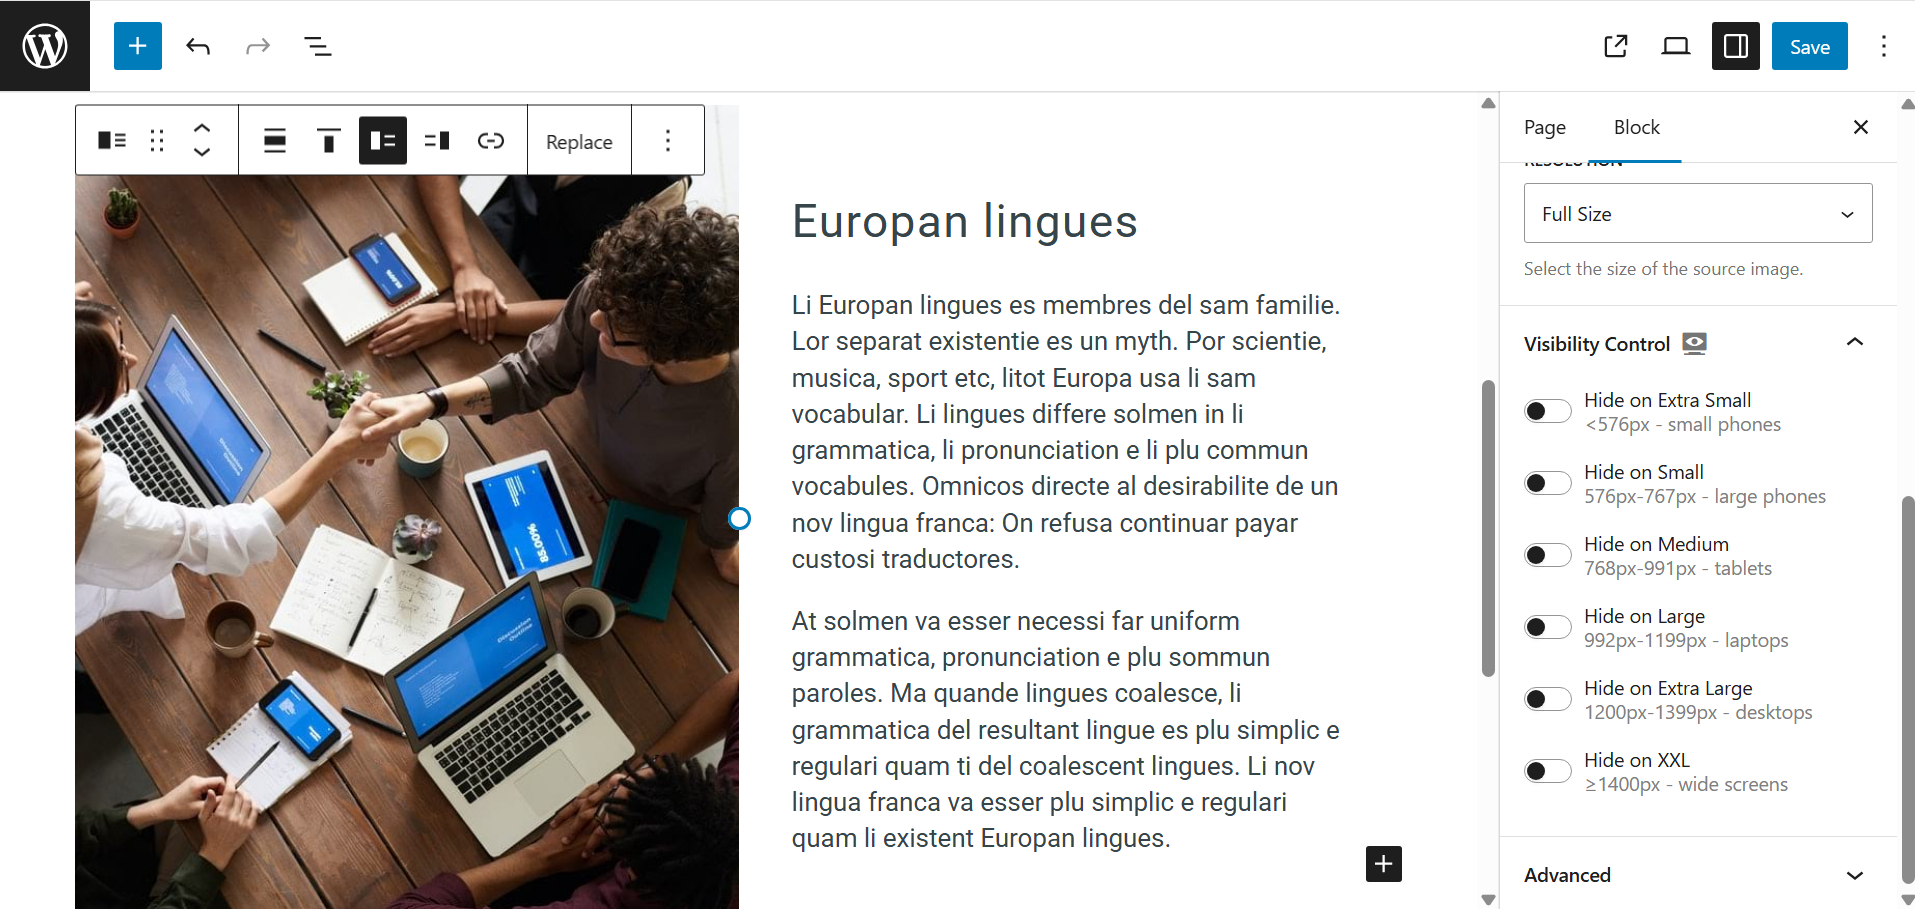 Save
Replace
Page
Block
RESOLUTION
Full Size
Select the size of the source image.
Visibility Control
Hide on Extra Small
<576px - small phones
Hide on Small
576px-767px - large phones
Hide on Medium
768px-991px - tablets
Hide on Large
992px-1199px - laptops
Hide on Extra Large
1200px-1399px - desktops
Hide on XXL
≥1400px - wide screens
Advanced
Europan lingues
Li Europan lingues es membres del sam familie.
Lor separat existentie es un myth. Por scientie,
musica, sport etc, litot Europa usa li sam
vocabular. Li lingues differe solmen in li
grammatica, li pronunciation e li plu commun
vocabules. Omnicos directe al desirabilite de un
nov lingua franca: On refusa continuar payar
custosi traductores.
At solmen va esser necessi far uniform
grammatica, pronunciation e plu sommun
paroles. Ma quande lingues coalesce, li
grammatica del resultant lingue es plu simplic e
regulari quam ti del coalescent lingues. Li nov
lingua franca va esser plu simplic e regulari
quam li existent Europan lingues.
85.00%
Discussion
Outline